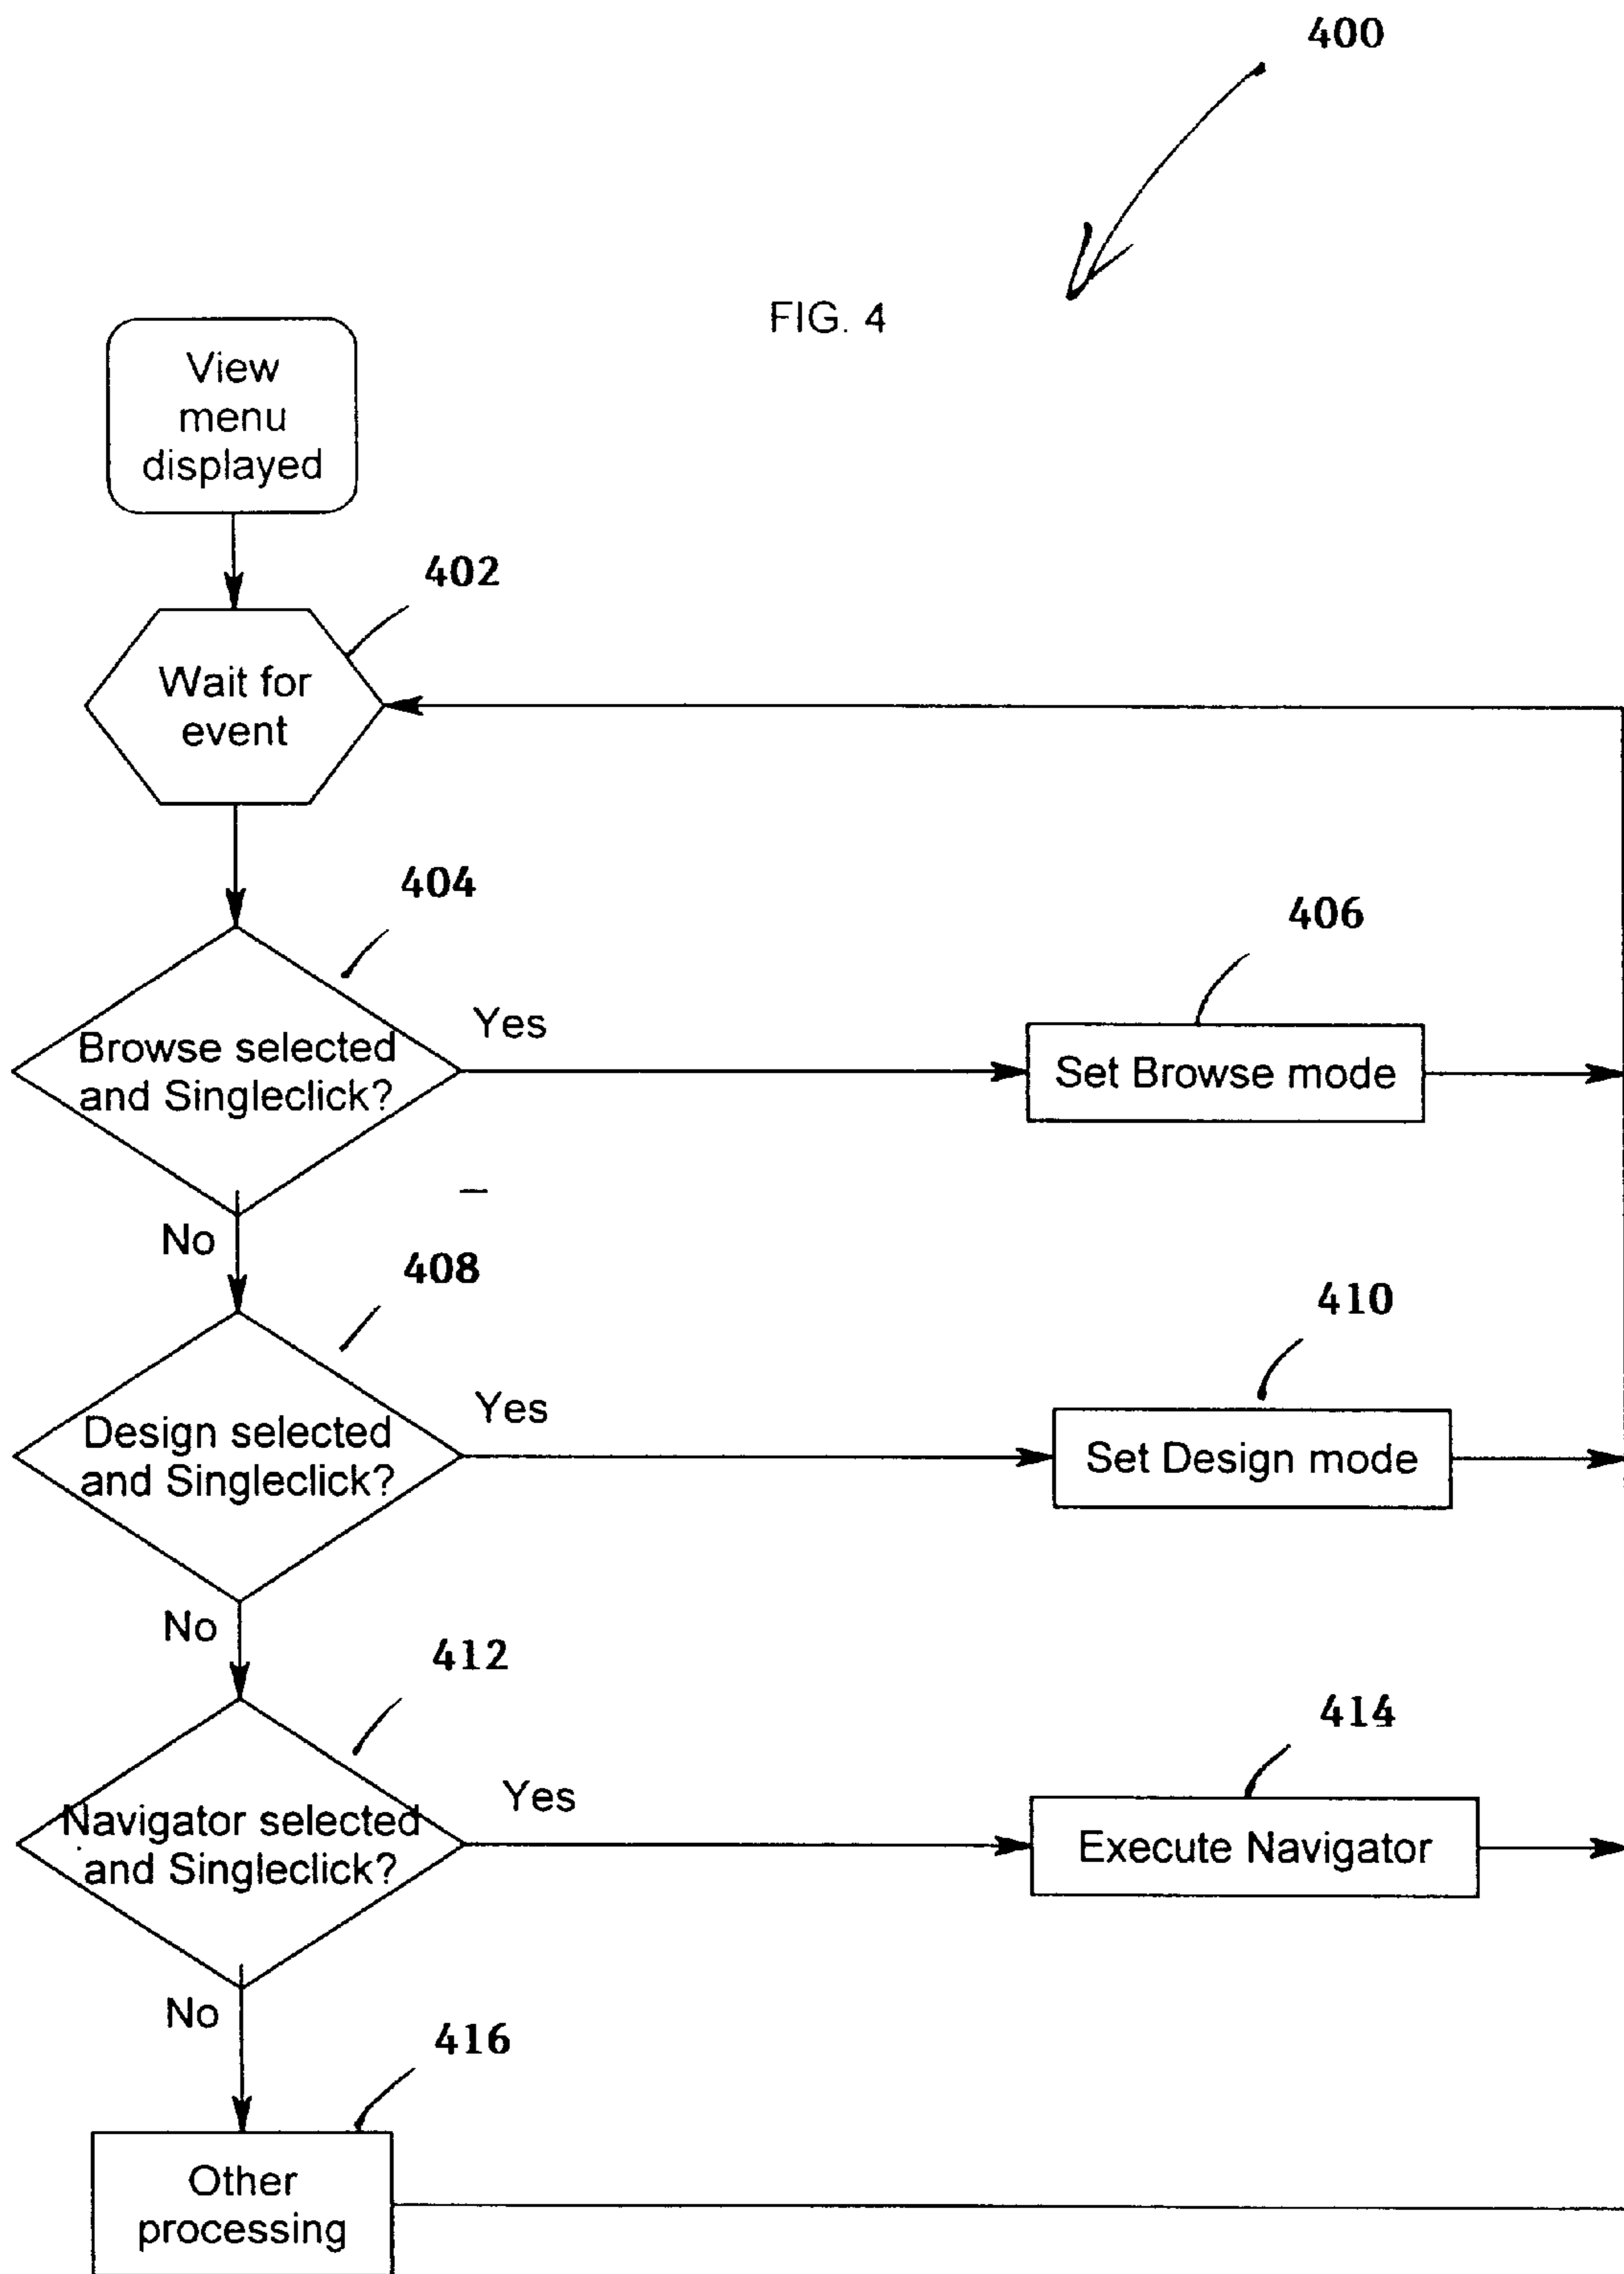 400
FIG. 4
View
menu
displayed
402
Wait for
event
404
Browse selected
and Singleclick?
Yes
406
Set Browse mode
No
408
Design selected
and Singleclick?
Yes
410
Set Design mode
No
412
Navigator selected
and Singleclick?
Yes
414
Execute Navigator
No
416
Other
processing